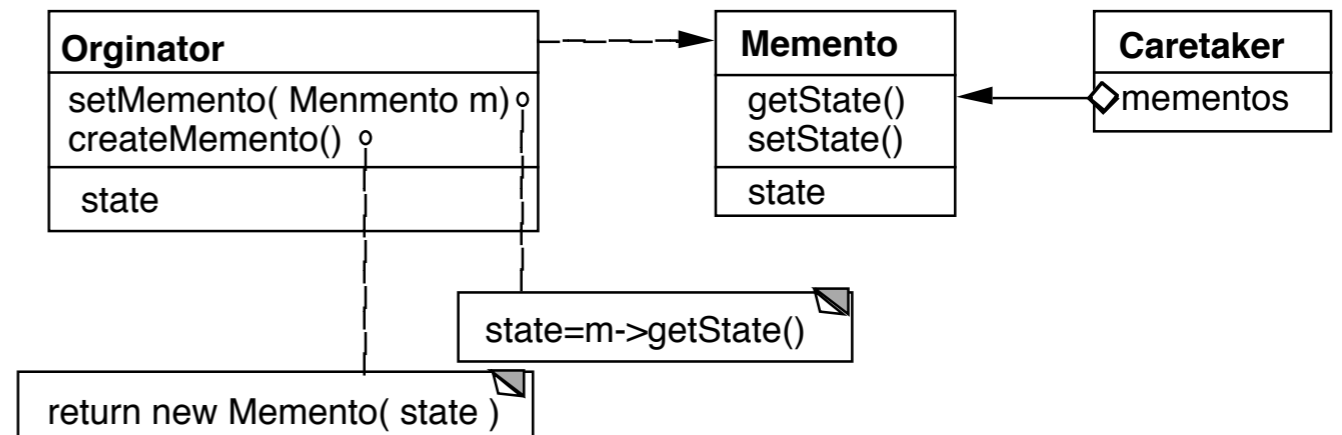 Orginator
setMemento( Menmento m)
createMemento()
state
Memento
getState()
setState()
state
Caretaker
mementos
state=m->getState()
return new Memento( state )